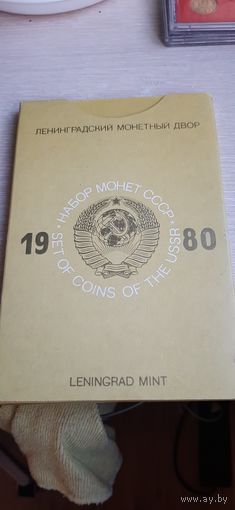 ЛЕНИНГРАДСКИЙ МОНЕТНЫЙ ДВОР
• НАБОР МОНЕТ СССР •
19 80
SET OF COINS OF THE USSR
LENINGRAD MINT
https://www.ay.by/